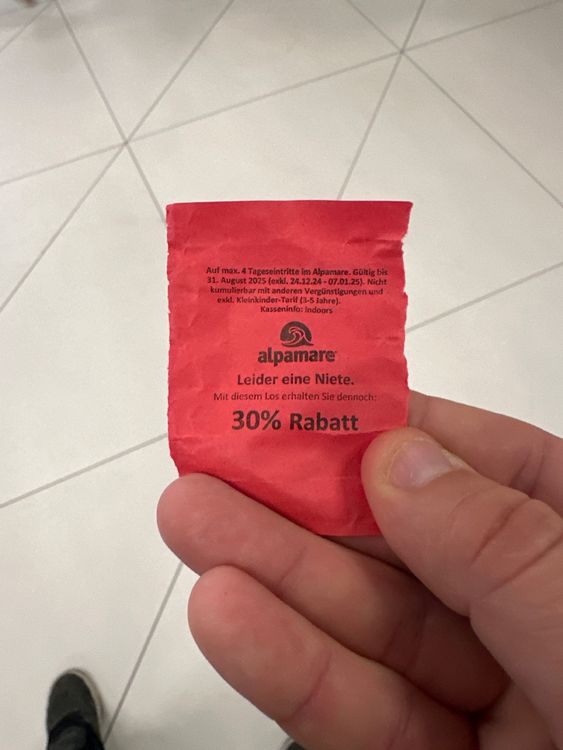 Auf max. 4 Tageseintritte im Alpamare. Gültig bis
31. August 2025 (exkl. 24.12.24 - 07.01.25). Nicht
kumulierbar mit anderen Vergünstigungen und
exkl. Kleinkinder-Tarif (3-5 Jahre).
Kasseninfo: Indoors
alpamare
Leider eine Niete.
Mit diesem Los erhalten Sie dennoch:
30% Rabatt